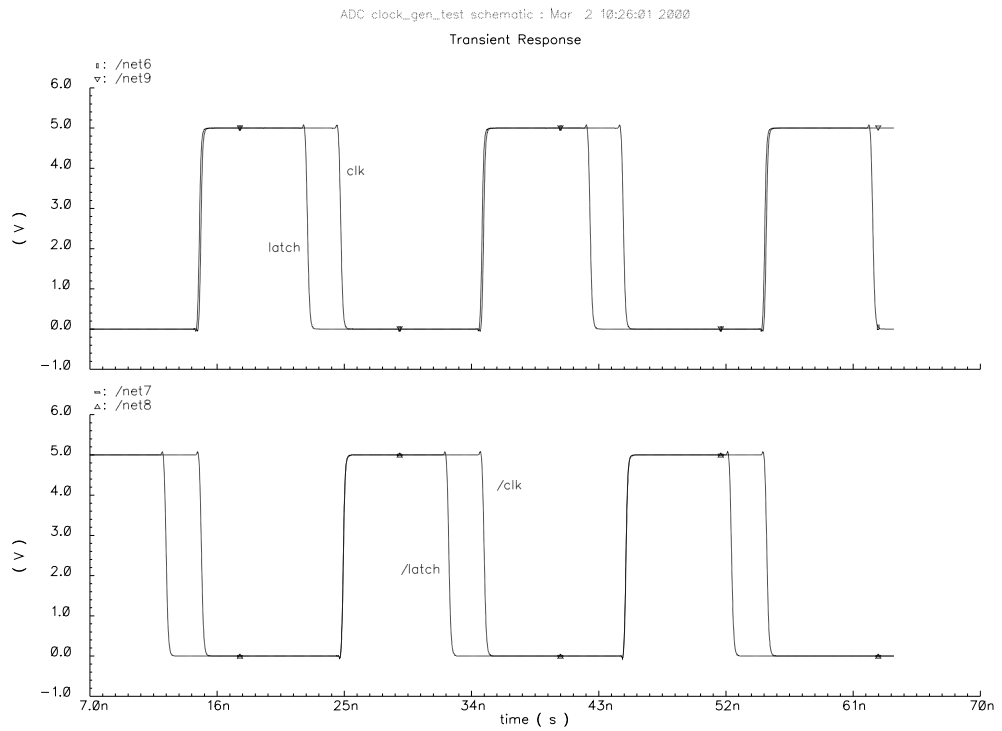 ADC clock_gen_test schematic : Mar 2 10:26:01 2000
Transient Response
▯: /net6
▿: /net9
6.0
5.0
4.0
3.0
2.0
1.0
0.0
-1.0
( V )
clk
latch
▭: /net7
▵: /net8
6.0
5.0
4.0
3.0
2.0
1.0
0.0
-1.0
( V )
/clk
/latch
7.0n 16n 25n 34n 43n 52n 61n 70n
time ( s )